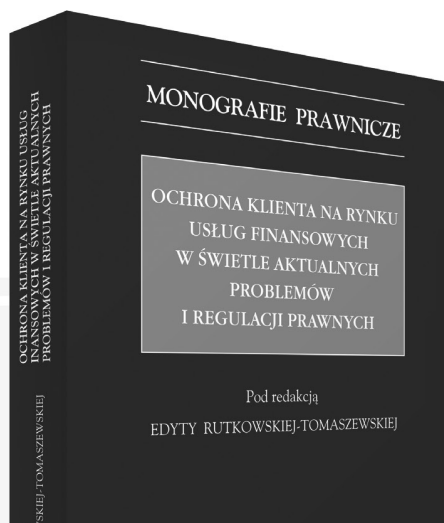 MONOGRAFIE PRAWNICZE
OCHRONA KLIENTA NA RYNKU
USŁUG FINANSOWYCH
W ŚWIETLE AKTUALNYCH
PROBLEMÓW
I REGULACJI PRAWNYCH
Pod redakcją
EDYTY RUTKOWSKIEJ-TOMASZEWSKIEJ
OCHRONA KLIENTA NA RYNKU USŁUG
FINANSOWYCH W ŚWIETLE AKTUALNYCH
PROBLEMÓW I REGULACJI PRAWNYCH